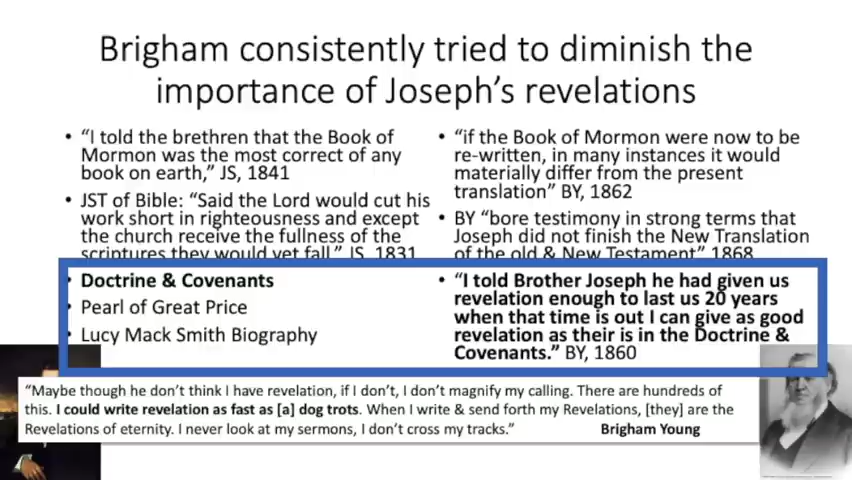 Brigham consistently tried to diminish the
importance of Joseph's revelations
• "I told the brethren that the Book of
Mormon was the most correct of any
book on earth," JS, 1841
• JST of Bible: "Said the Lord would cut his
work short in righteousness and except
the church receive the fullness of the
scriptures they would yet fall." JS, 1831
• Doctrine & Covenants
• Pearl of Great Price
• Lucy Mack Smith Biography
• "if the Book of Mormon were now to be
re-written, in many instances it would
materially differ from the present
translation" BY, 1862
• BY "bore testimony in strong terms that
Joseph did not finish the New Translation
of the old & New Testament" 1868
• "I told Brother Joseph he had given us
revelation enough to last us 20 years
when that time is out I can give as good
revelation as their is in the Doctrine &
Covenants." BY, 1860
"Maybe though he don't think I have revelation, if I don't, I don't magnify my calling. There are hundreds of
this. I could write revelation as fast as [a] dog trots. When I write & send forth my Revelations, [they] are the
Revelations of eternity. I never look at my sermons, I don't cross my tracks." Brigham Young